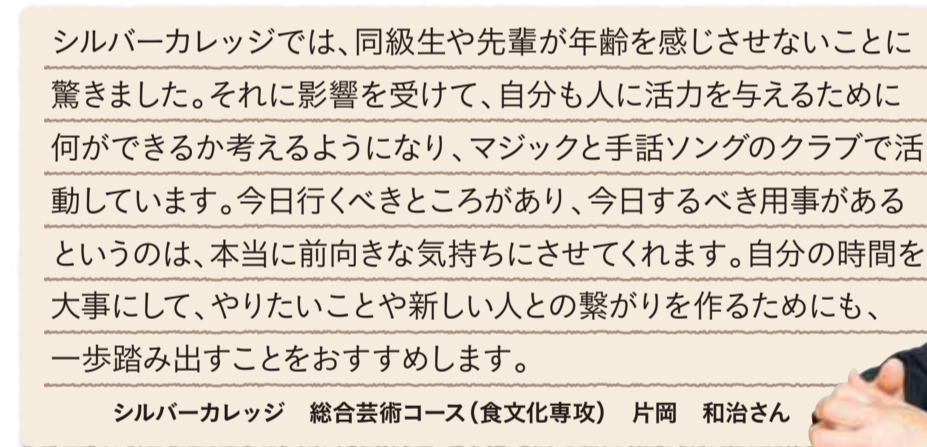 シルバーカレッジでは、同級生や先輩が年齢を感じさせないことに
驚きました。それに影響を受けて、自分も人に活力を与えるために
何ができるか考えるようになり、マジックと手話ソングのクラブで活
動しています。今日行くべきところがあり、今日するべき用事がある
というのは、本当に前向きな気持ちにさせてくれます。自分の時間を
大事にして、やりたいことや新しい人との繋がりを作るためにも、
一歩踏み出すことをおすすめします。
シルバーカレッジ　総合芸術コース（食文化専攻）　片岡　和治さん